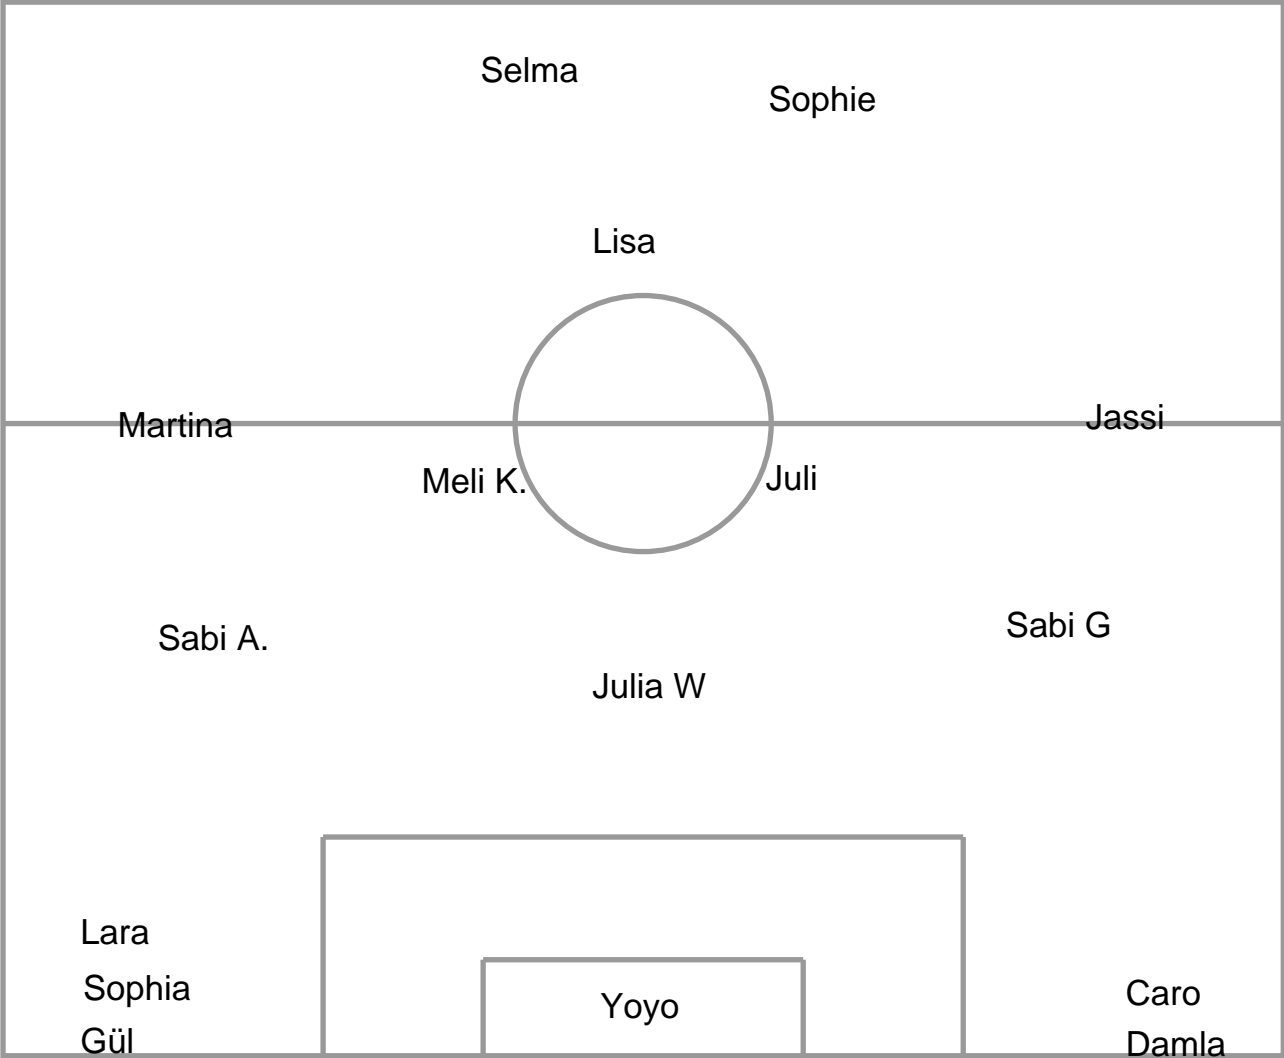 Selma
Sophie
Lisa
Martina
Jassi
Meli K.
Juli
Sabi A.
Sabi G
Julia W
Lara
Sophia
Gül
Yoyo
Caro
Damla